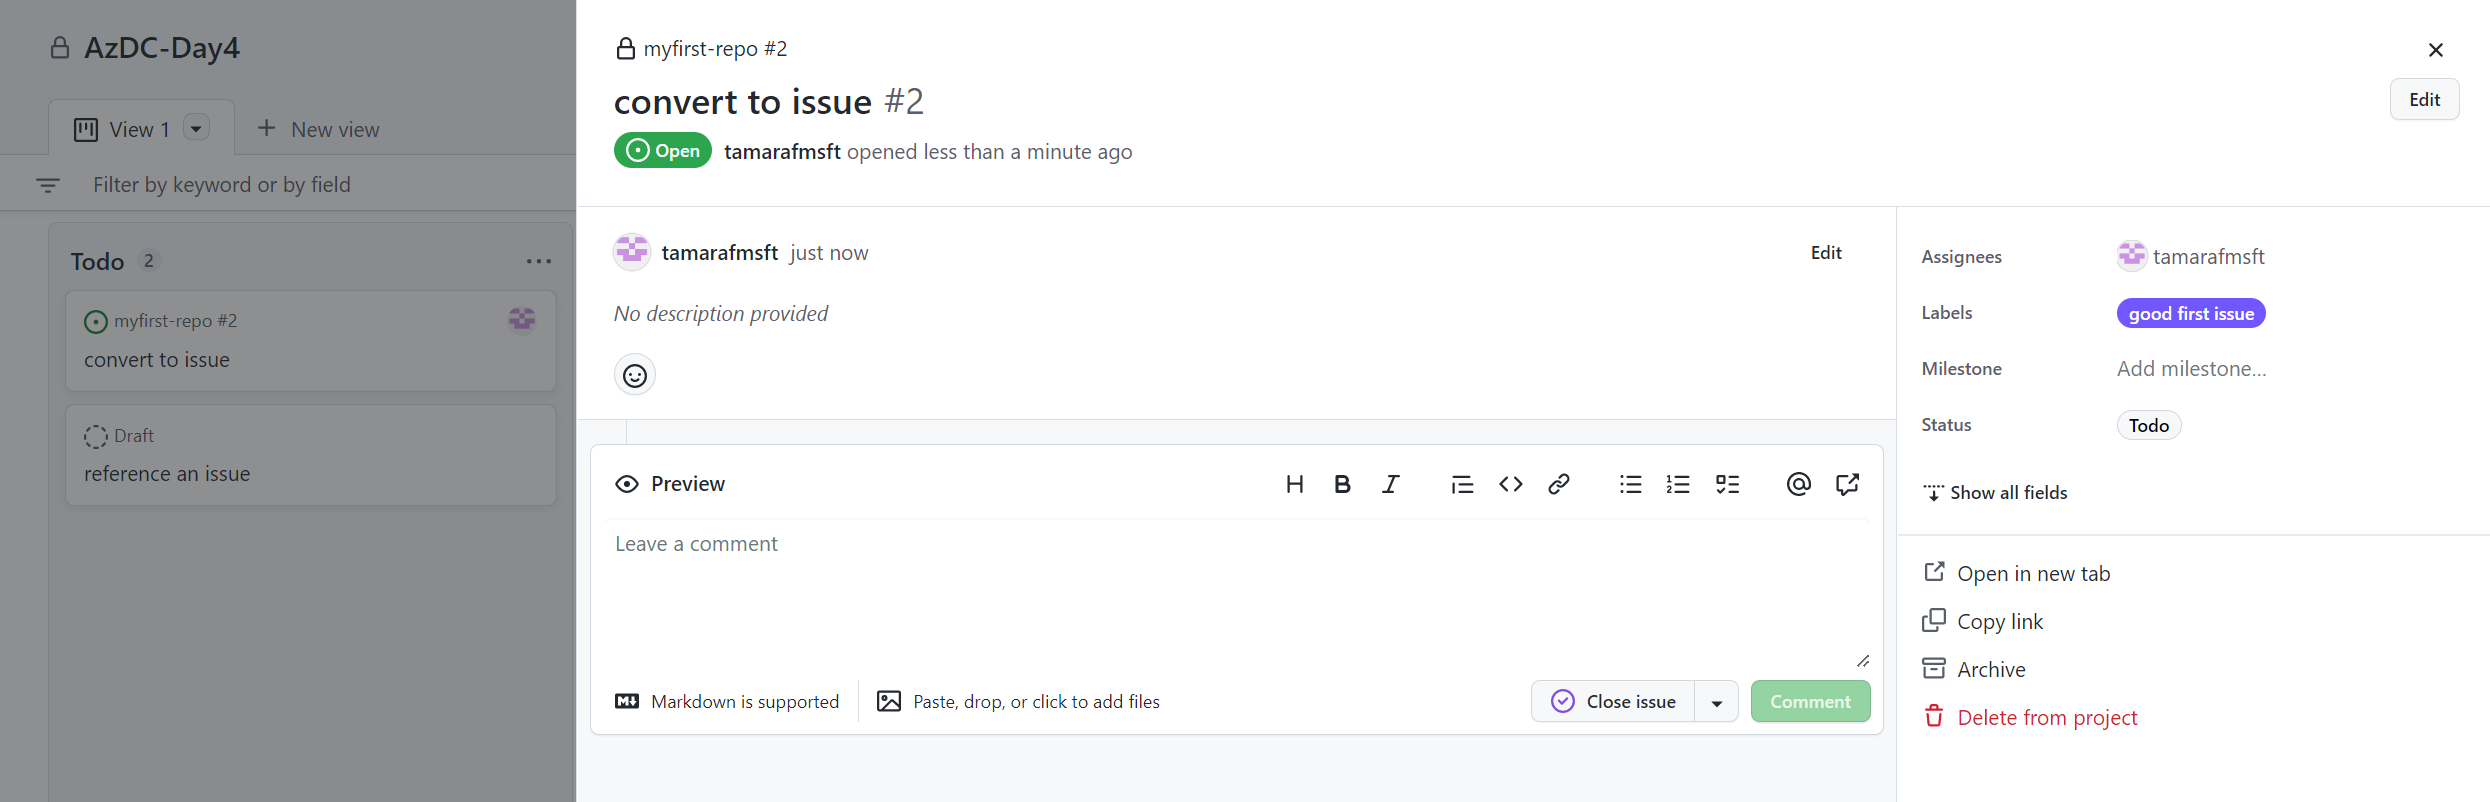 AzDC-Day4
View 1
New view
Filter by keyword or by field
Todo 2
myfirst-repo #2
convert to issue
Draft
reference an issue
myfirst-repo #2
convert to issue #2
Edit
Open tamarafmsft opened less than a minute ago
tamarafmsft just now
Edit
No description provided
Preview
H B I
Leave a comment
Markdown is supported
Paste, drop, or click to add files
Close issue
Comment
Assignees tamarafmsft
Labels good first issue
Milestone Add milestone...
Status Todo
Show all fields
Open in new tab
Copy link
Archive
Delete from project